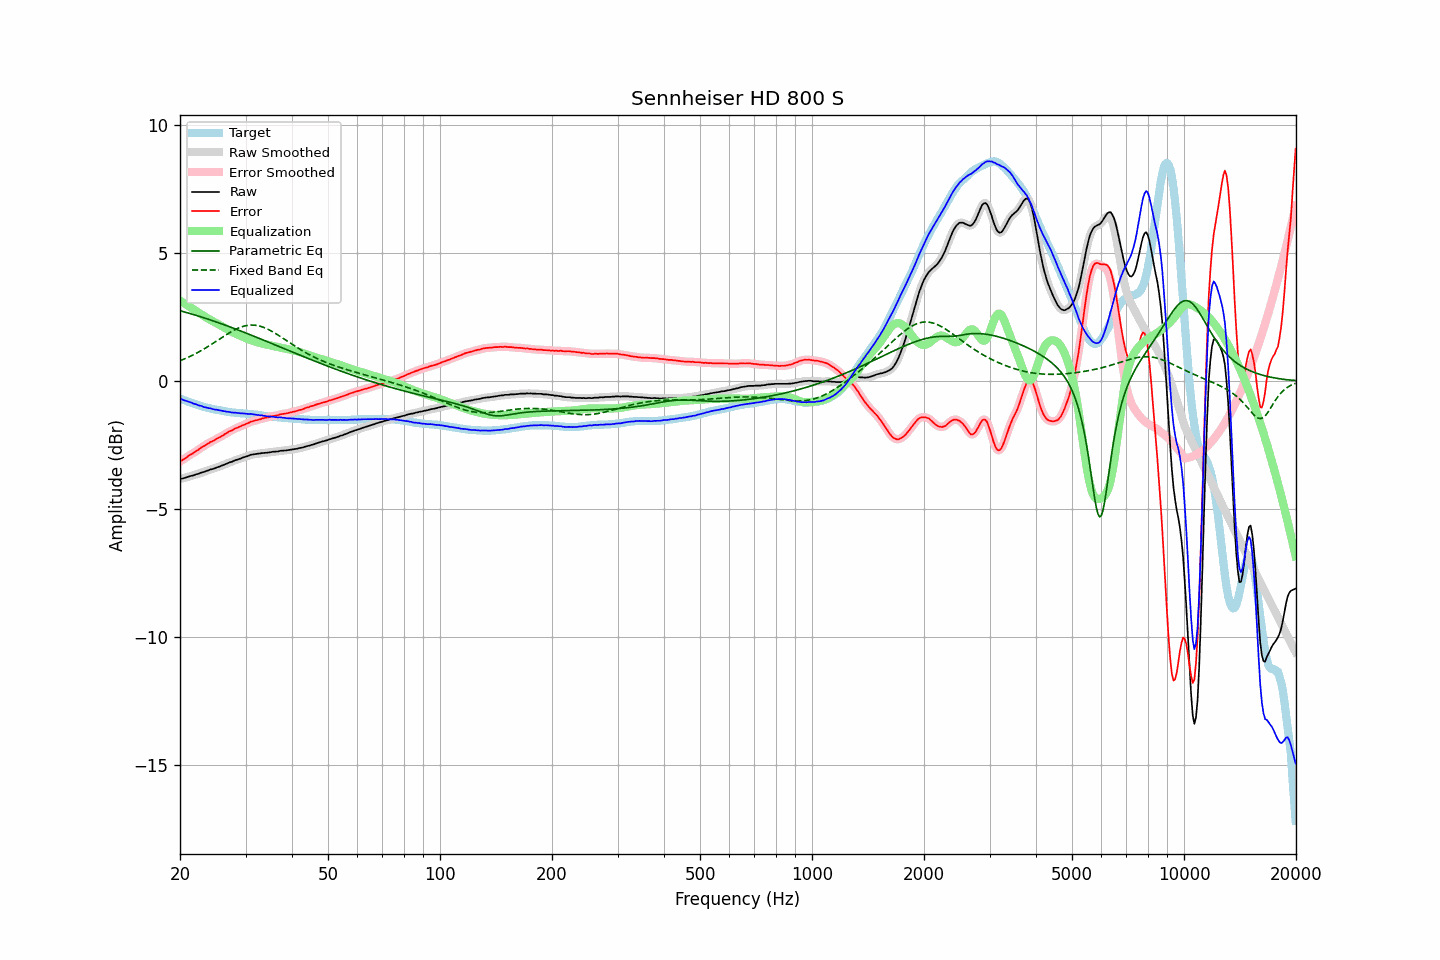 Sennheiser HD 800 S
Target
Raw Smoothed
Error Smoothed
Raw
Error
Equalization
Parametric Eq
Fixed Band Eq
Equalized
Amplitude (dBr)
10
5
0
−5
−10
−15
20
50
100
200
500
1000
2000
5000
10000
20000
Frequency (Hz)